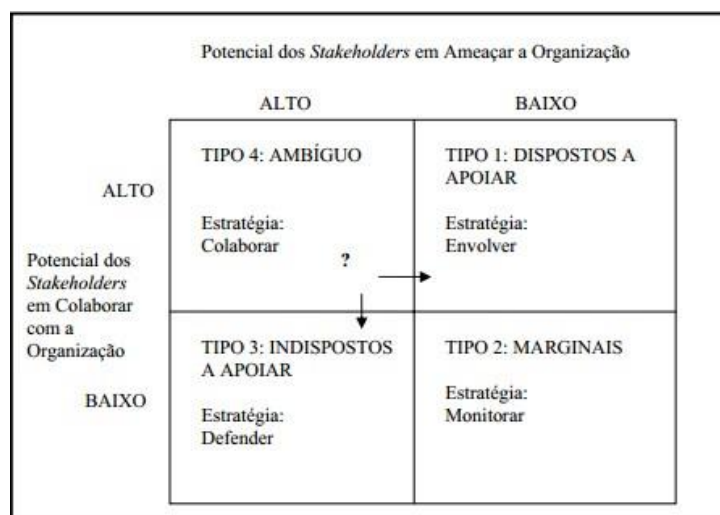 Potencial dos Stakeholders em Ameaçar a Organização
ALTO
BAIXO
TIPO 4: AMBÍGUO
Estratégia:
Colaborar
?
TIPO 1: DISPOSTOS A
APOIAR
Estratégia:
Envolver
ALTO
Potencial dos
Stakeholders
em Colaborar
com a
Organização
BAIXO
TIPO 3: INDISPOSTOS
A APOIAR
Estratégia:
Defender
TIPO 2: MARGINAIS
Estratégia:
Monitorar